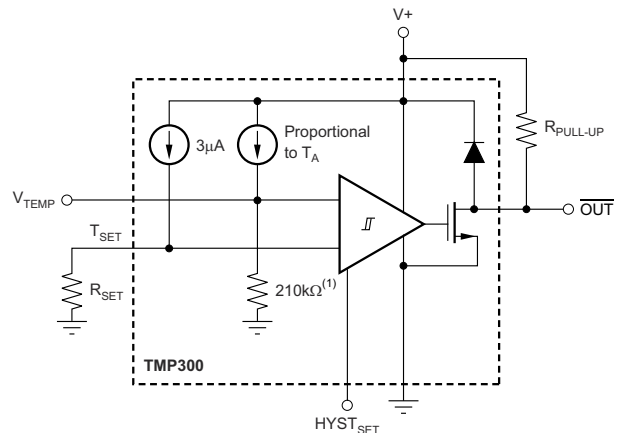 V+
3μA
Proportional
to T_A
R_PULL-UP
V_TEMP
OUT
T_SET
R_SET
210kΩ(1)
TMP300
HYST_SET